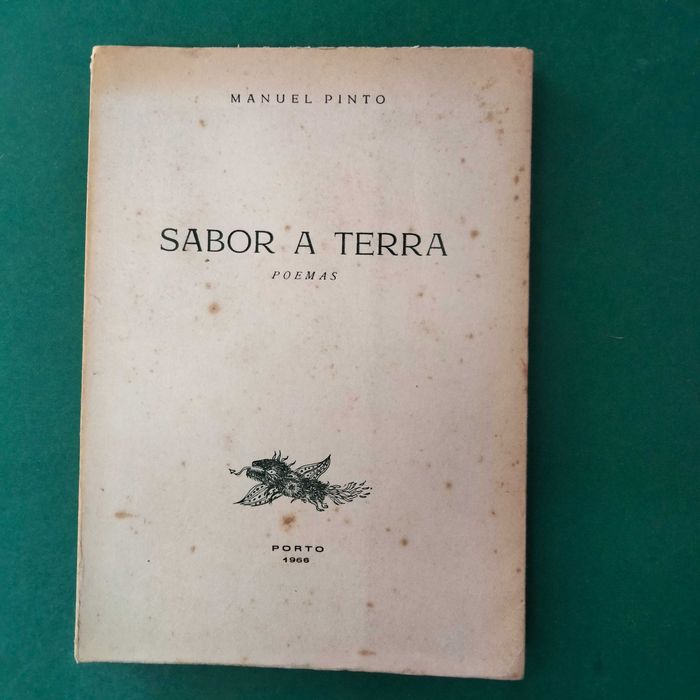 MANUEL PINTO
SABOR A TERRA
POEMAS
PORTO
1966